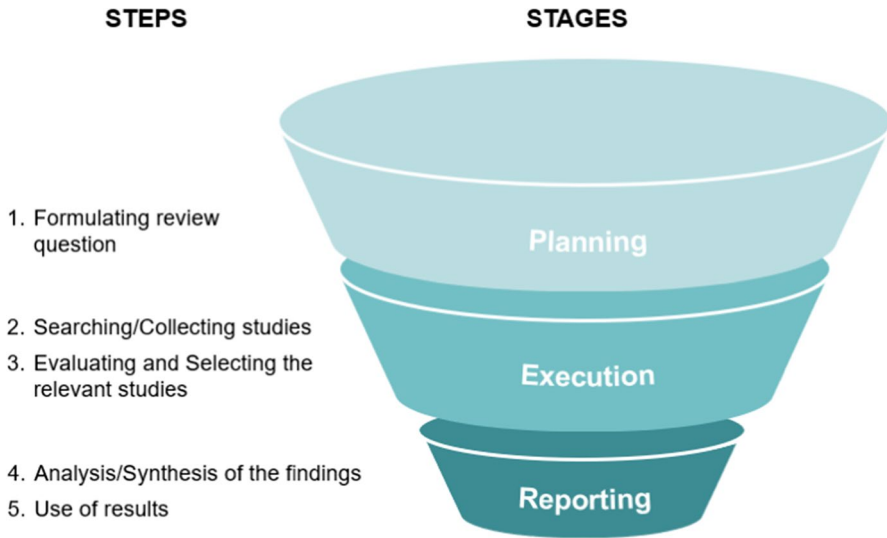 STEPS
STAGES
1. Formulating review
question
Planning
2. Searching/Collecting studies
3. Evaluating and Selecting the
relevant studies
Execution
4. Analysis/Synthesis of the findings
5. Use of results
Reporting